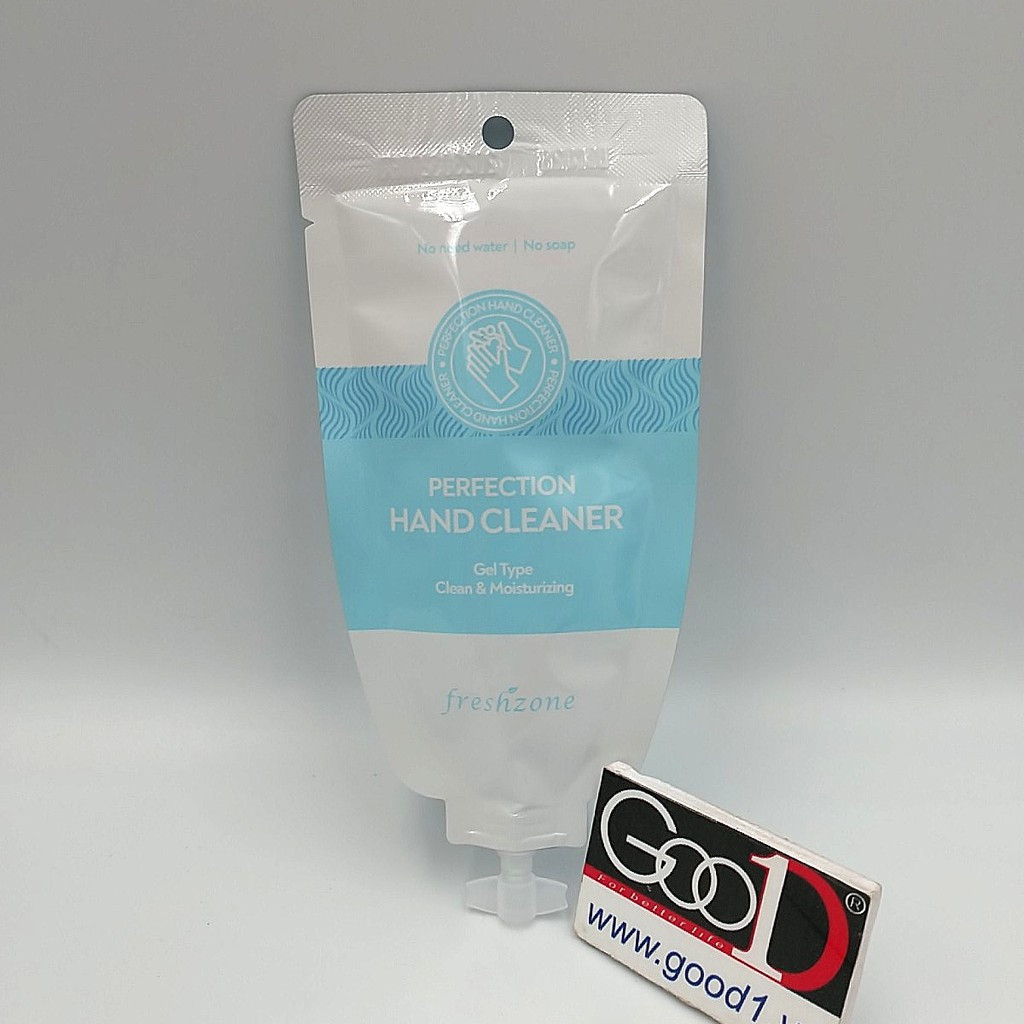 No need water | No soap
PERFECTION HAND CLEANER • PERFECTION HAND CLEANER •
PERFECTION
HAND CLEANER
Gel Type
Clean & Moisturizing
freshzone
Goo1D®
For better life
www.good1.v